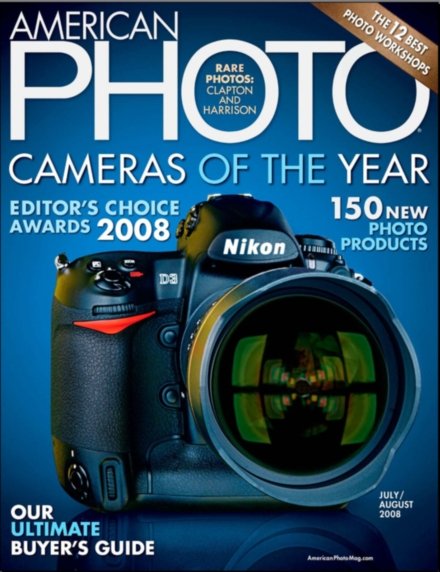 AMERICAN
PHOTO
RARE
PHOTOS:
CLAPTON
AND
HARRISON
THE 12 BEST
PHOTO WORKSHOPS
CAMERAS OF THE YEAR
EDITOR'S CHOICE
AWARDS 2008
150 NEW
PHOTO
PRODUCTS
Nikon
D3
JULY/
AUGUST
2008
OUR
ULTIMATE
BUYER'S GUIDE
AmericanPhotoMag.com